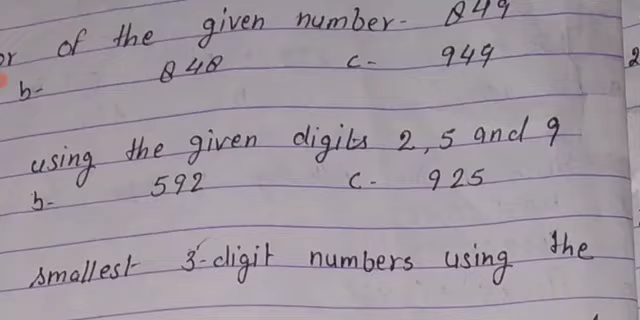 of the given number- 849
b- 848 c- 949
using the given digits 2, 5 and 9
b- 592 c- 925
smallest 3-digit numbers using the